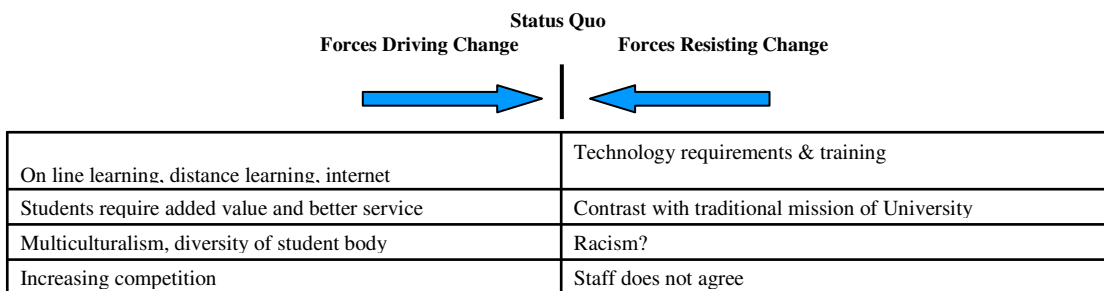 Status Quo
Forces Driving Change Forces Resisting Change
On line learning, distance learning, internet
Technology requirements & training
Students require added value and better service
Contrast with traditional mission of University
Multiculturalism, diversity of student body
Racism?
Increasing competition
Staff does not agree